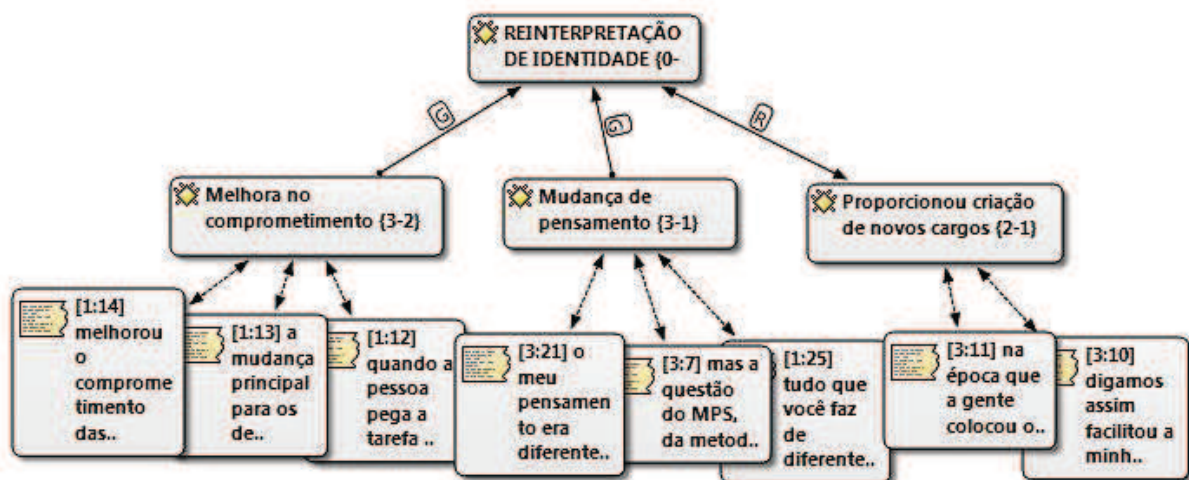 REINTERPRETAÇÃO
DE IDENTIDADE {0-
G
G
R
Melhora no
comprometimento {3-2}
Mudança de
pensamento {3-1}
Proporcionou criação
de novos cargos {2-1}
[1:14]
melhorou
o
comprome
timento
das..
[1:13] a
mudança
principal
para os
de..
[1:12]
quando a
pessoa
pega a
tarefa ..
[3:21] o
meu
pensamen
to era
diferente..
[3:7] mas a
questão
do MPS,
da metod..
[1:25]
tudo que
você faz
de
diferente..
[3:11] na
época que
a gente
colocou o..
[3:10]
digamos
assim
facilitou a
minh..